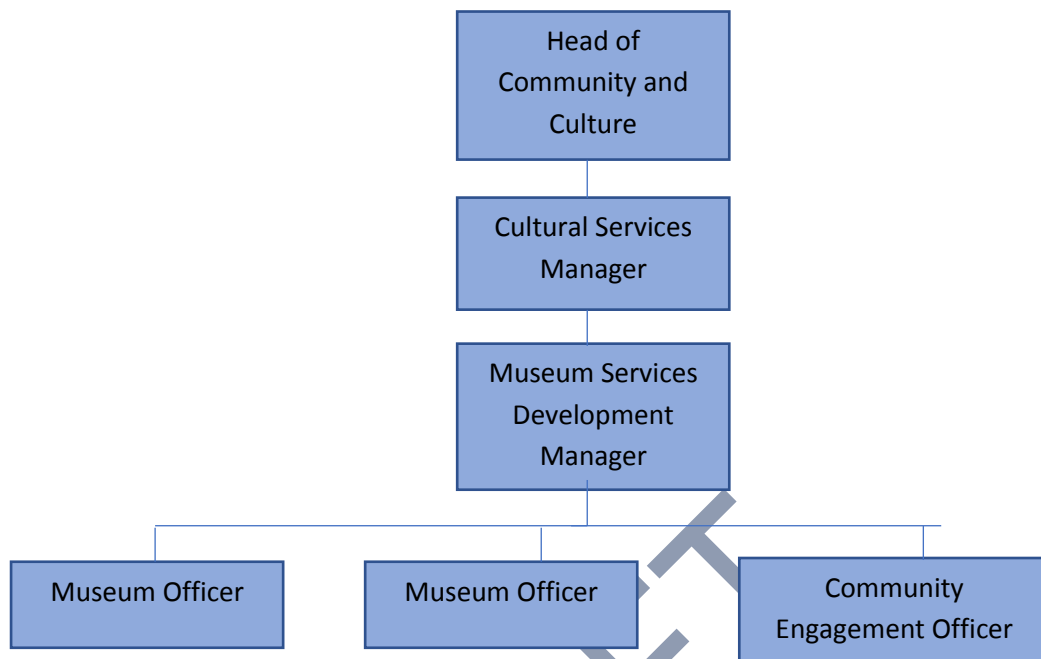 Head of
Community and
Culture
Cultural Services
Manager
Museum Services
Development
Manager
Museum Officer
Museum Officer
Community
Engagement Officer